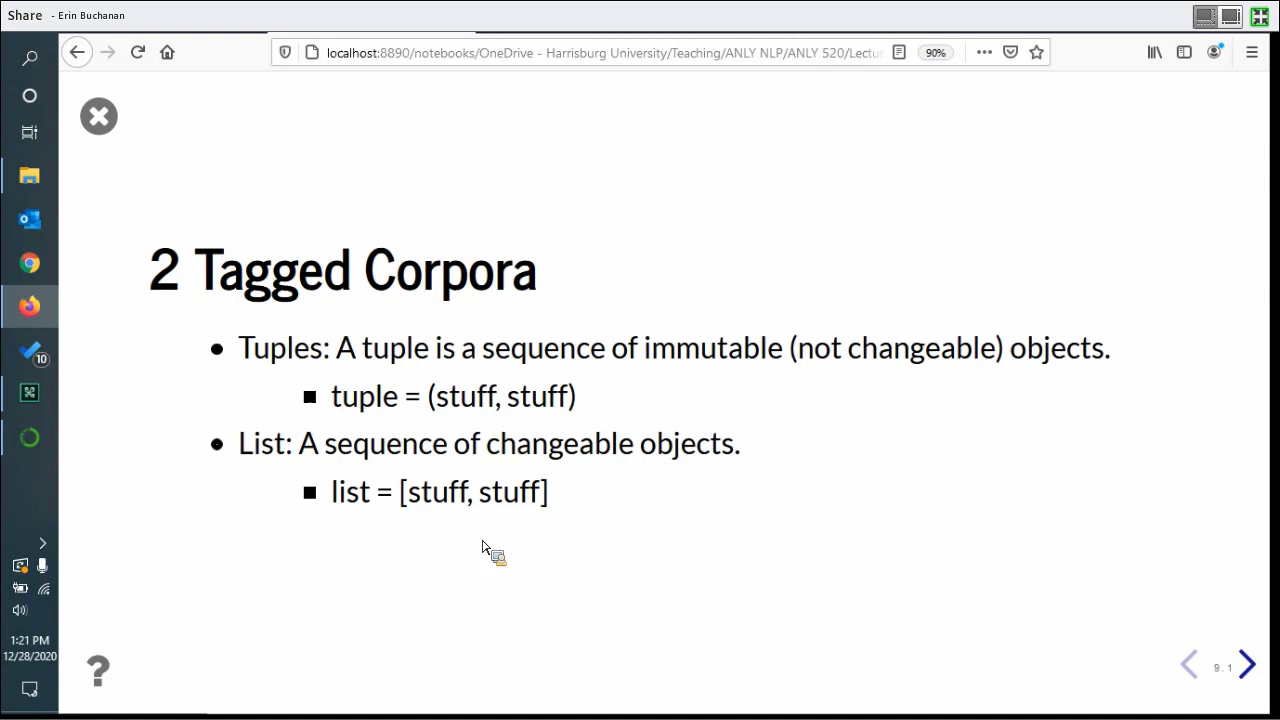 Share - Erin Buchanan
localhost:8890/notebooks/OneDrive - Harrisburg University/Teaching/ANLY NLP/ANLY 520/Lectu
90%
2 Tagged Corpora
Tuples: A tuple is a sequence of immutable (not changeable) objects.
tuple = (stuff, stuff)
List: A sequence of changeable objects.
list = [stuff, stuff]
10
1:21 PM
12/28/2020
?
9.1